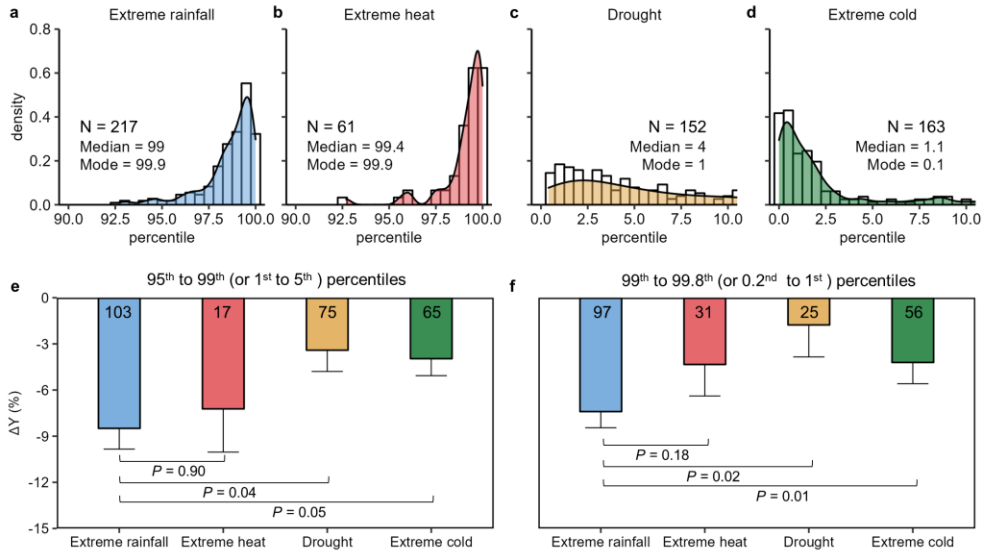 a Extreme rainfall
b Extreme heat
c Drought
d Extreme cold
density
0.8
0.6
0.4
0.2
0.0
N = 217
Median = 99
Mode = 99.9
N = 61
Median = 99.4
Mode = 99.9
N = 152
Median = 4
Mode = 1
N = 163
Median = 1.1
Mode = 0.1
90.0 92.5 95.0 97.5 100.0
90.0 92.5 95.0 97.5 100.0
0.0 2.5 5.0 7.5 10.0
0.0 2.5 5.0 7.5 10.0
percentile
percentile
percentile
percentile
e 95th to 99th (or 1st to 5th ) percentiles
ΔY (%)
0
-3
-6
-9
-12
-15
103 17 75 65
P = 0.90
P = 0.04
P = 0.05
Extreme rainfall Extreme heat Drought Extreme cold
f 99th to 99.8th (or 0.2nd to 1st ) percentiles
97 31 25 56
P = 0.18
P = 0.02
P = 0.01
Extreme rainfall Extreme heat Drought Extreme cold